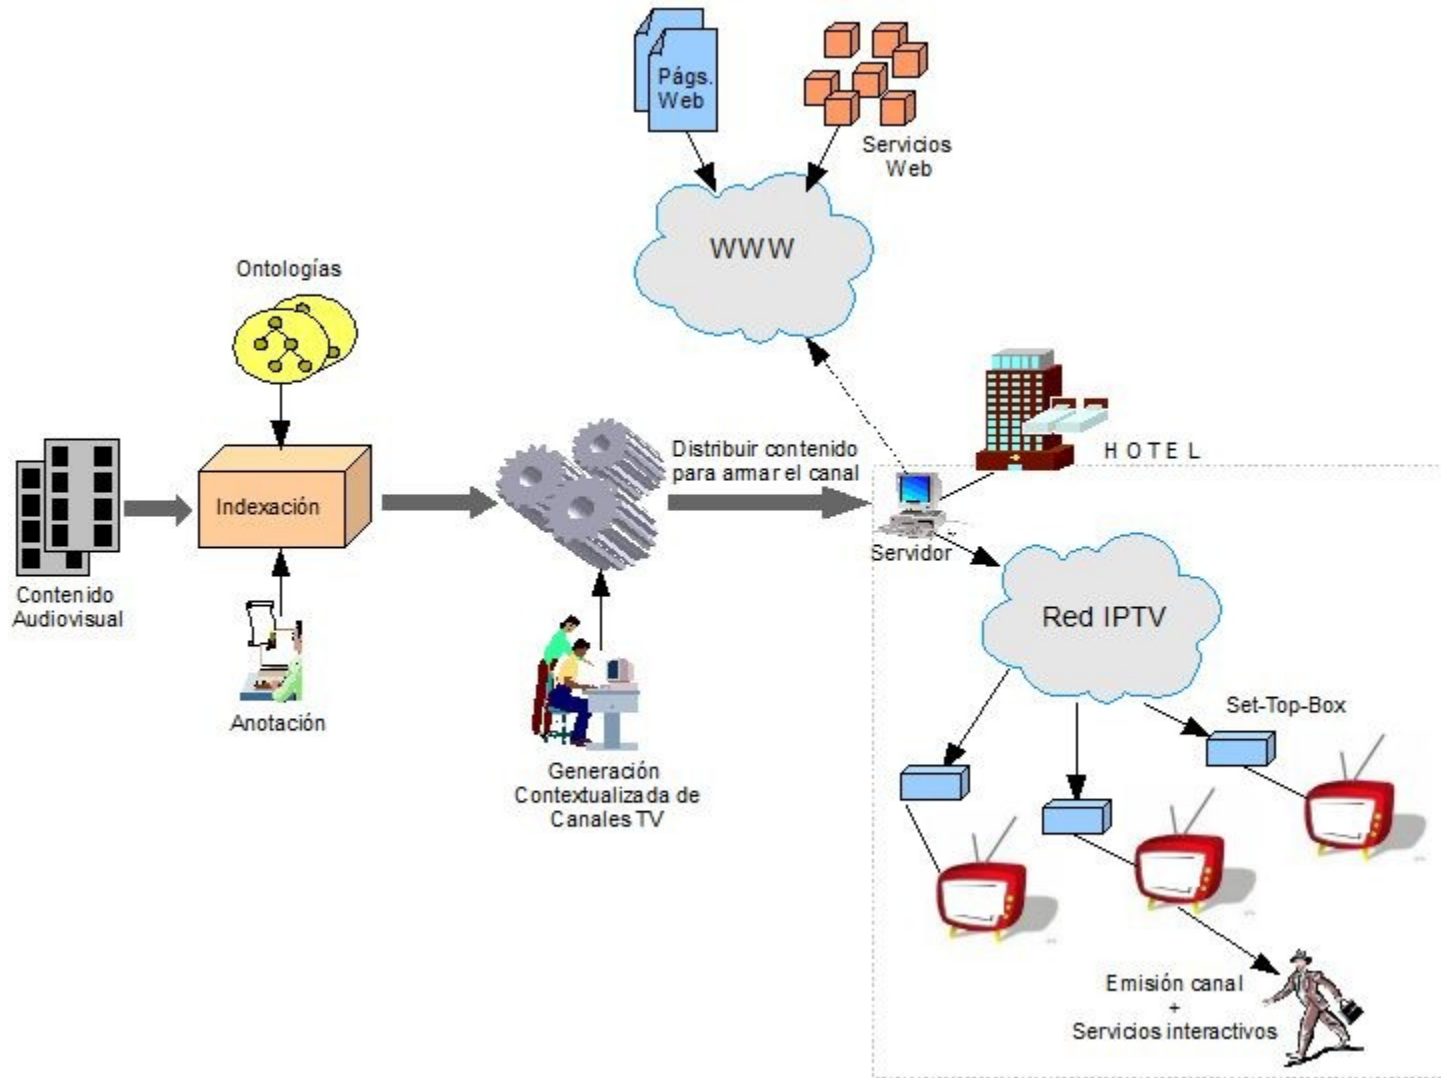 Págs.
Web
Servicios
Web
WWW
Ontologías
Distribuir contenido
para armar el canal
HOTEL
Indexación
Servidor
Contenido
Audiovisual
Red IPTV
Anotación
Set-Top-Box
Generación
Contextualizada de
Canales TV
Emisión canal
+
Servicios interactivos